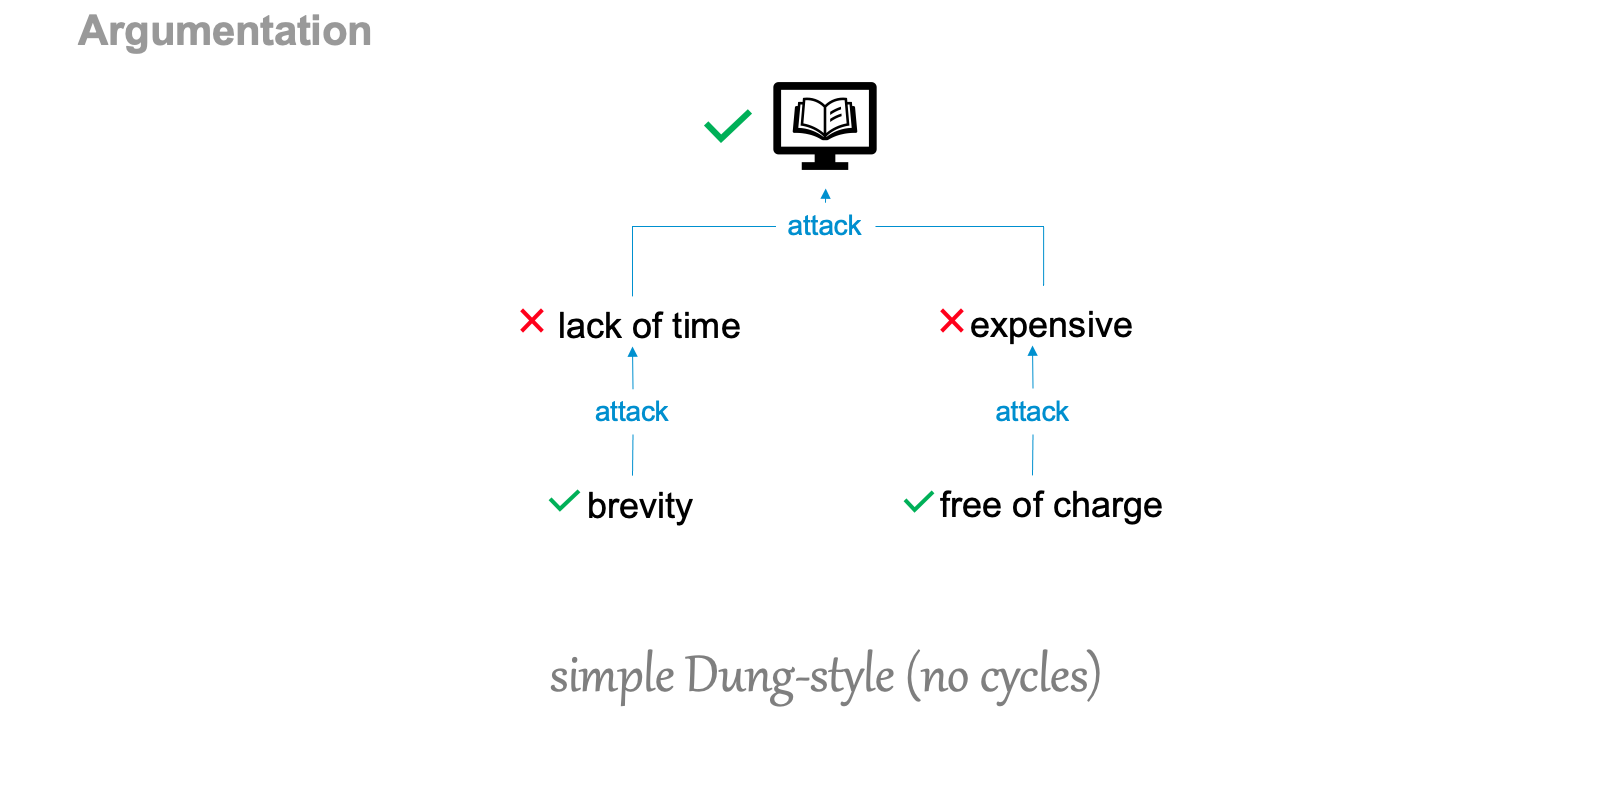 Argumentation
attack
lack of time
expensive
attack
attack
brevity
free of charge
simple Dung-style (no cycles)